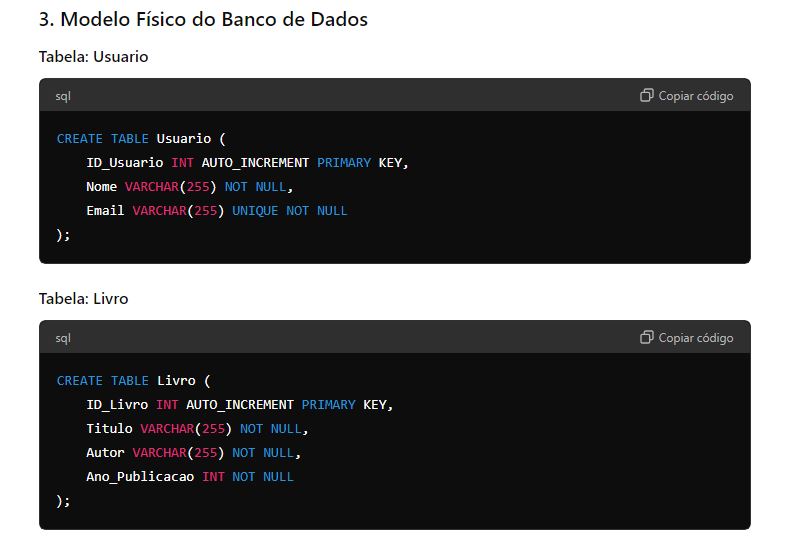 3. Modelo Físico do Banco de Dados
Tabela: Usuario
sql
Copiar código
CREATE TABLE Usuario (
ID_Usuario INT AUTO_INCREMENT PRIMARY KEY,
Nome VARCHAR(255) NOT NULL,
Email VARCHAR(255) UNIQUE NOT NULL
);
Tabela: Livro
sql
Copiar código
CREATE TABLE Livro (
ID_Livro INT AUTO_INCREMENT PRIMARY KEY,
Titulo VARCHAR(255) NOT NULL,
Autor VARCHAR(255) NOT NULL,
Ano_Publicacao INT NOT NULL
);